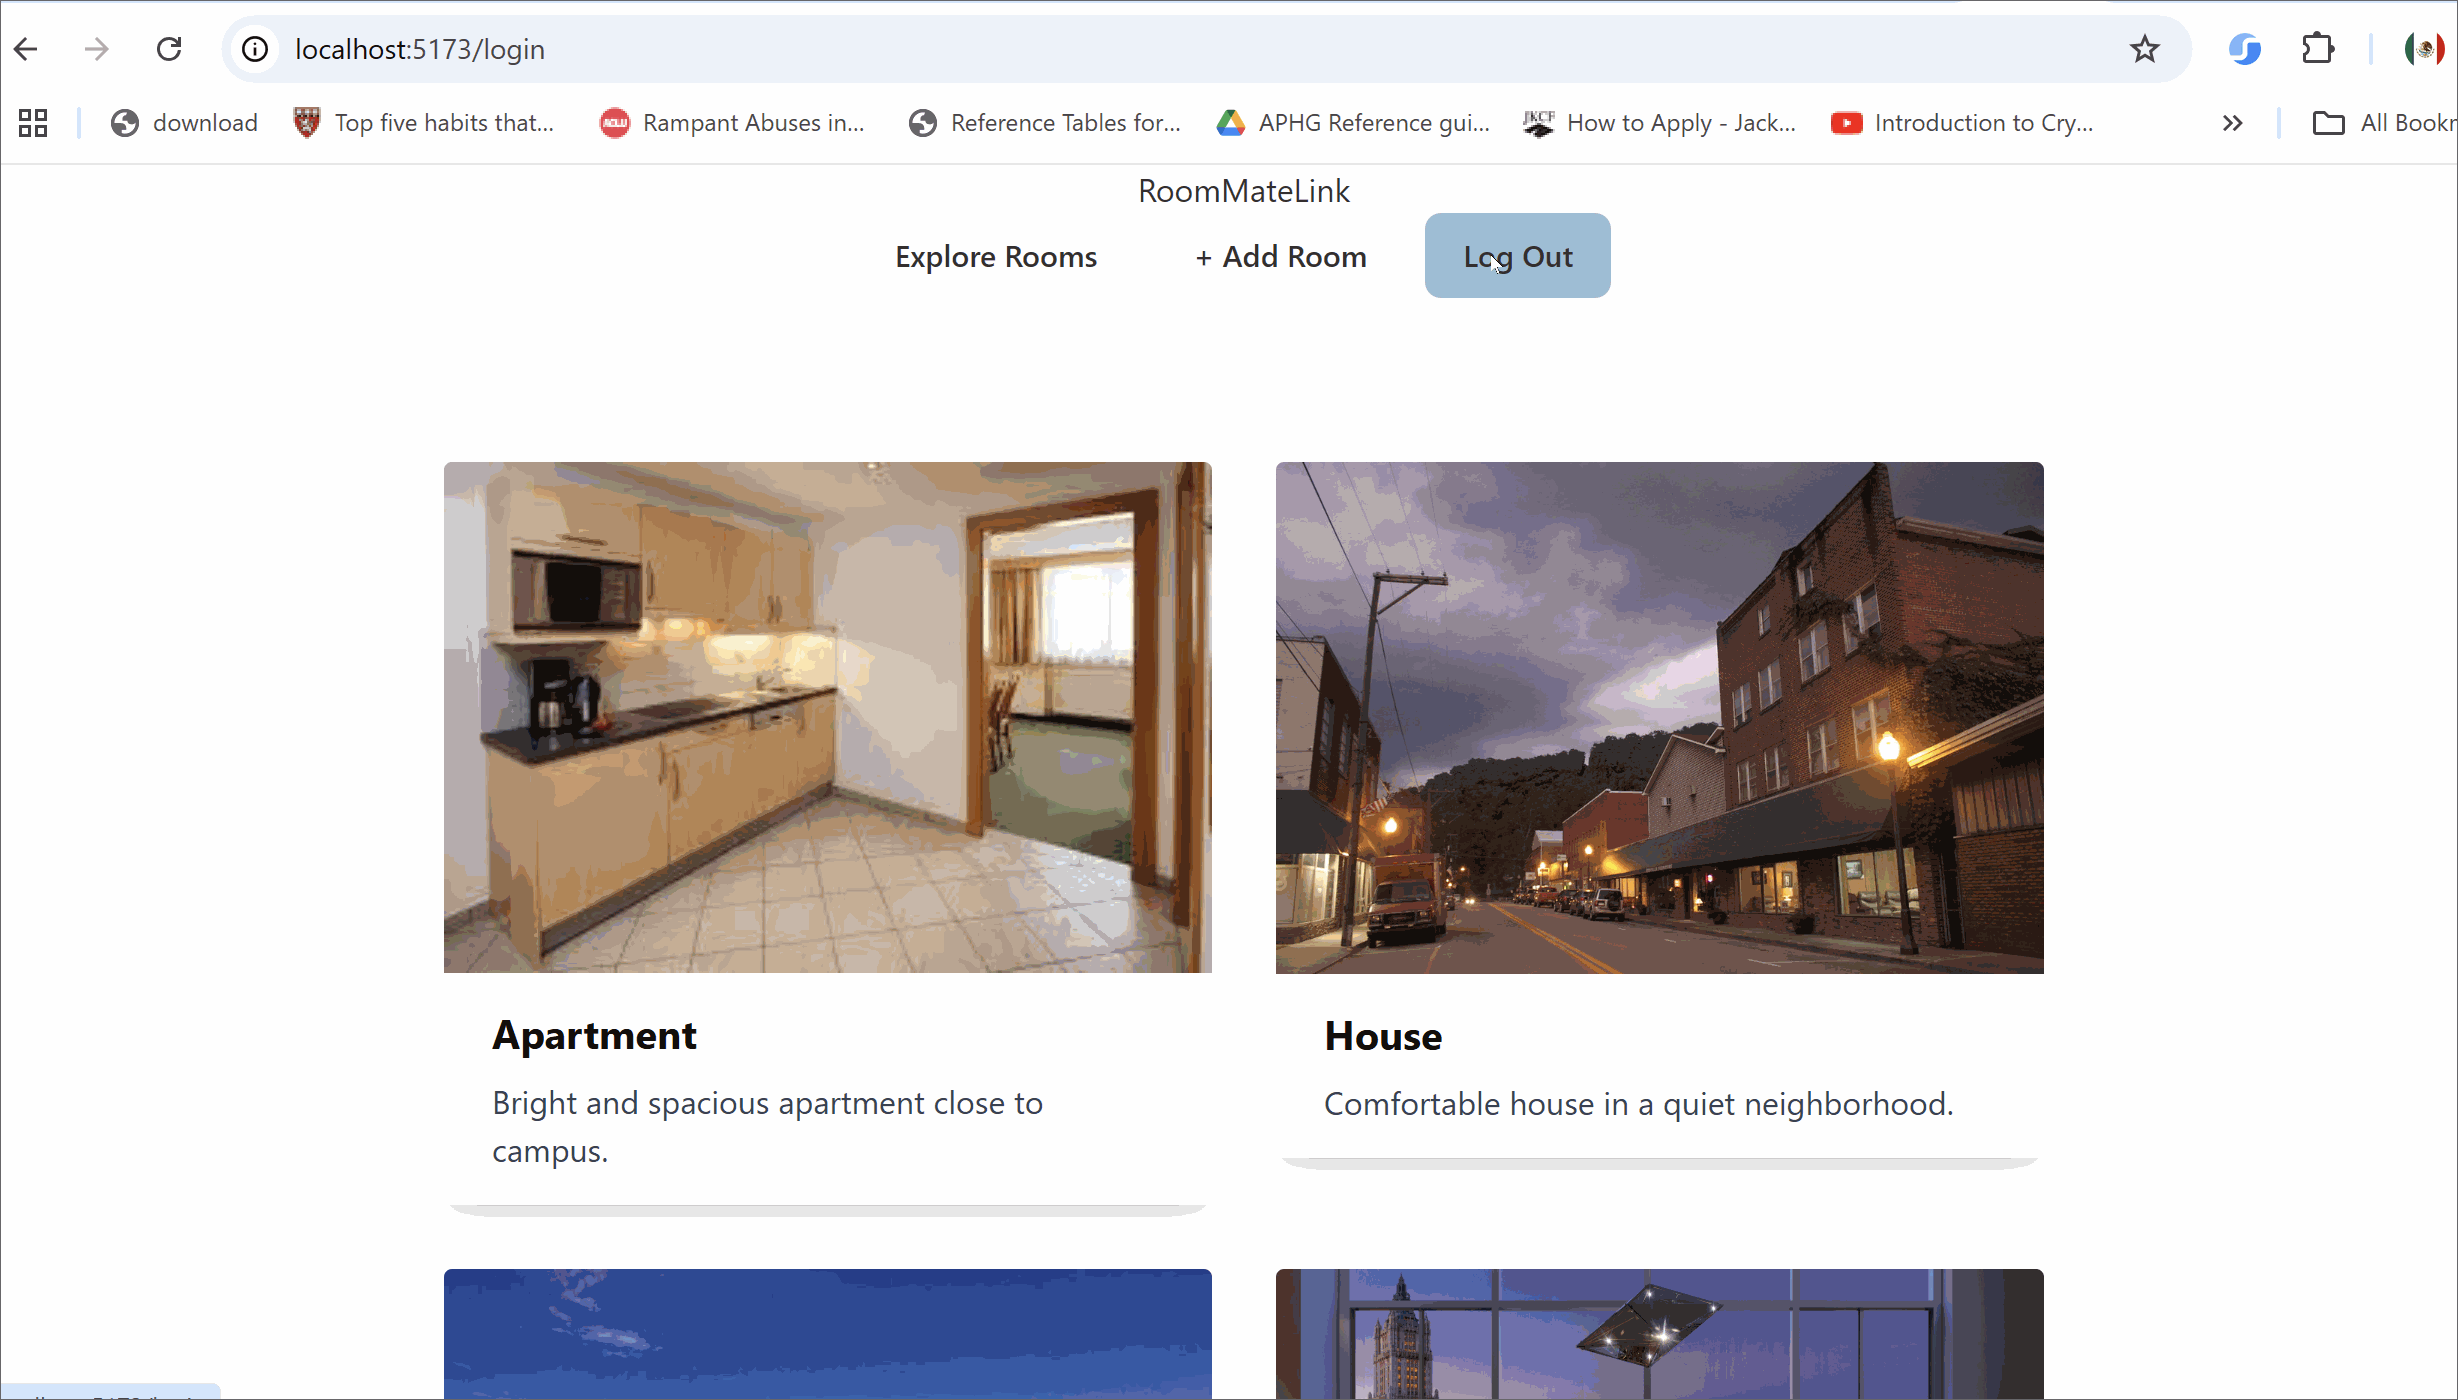 localhost:5173/login
download
Top five habits that...
Rampant Abuses in...
Reference Tables for...
APHG Reference gui...
How to Apply - Jack...
Introduction to Cry...
All Book
RoomMateLink
Explore Rooms
+ Add Room
Log Out
Apartment
Bright and spacious apartment close to
campus.
House
Comfortable house in a quiet neighborhood.